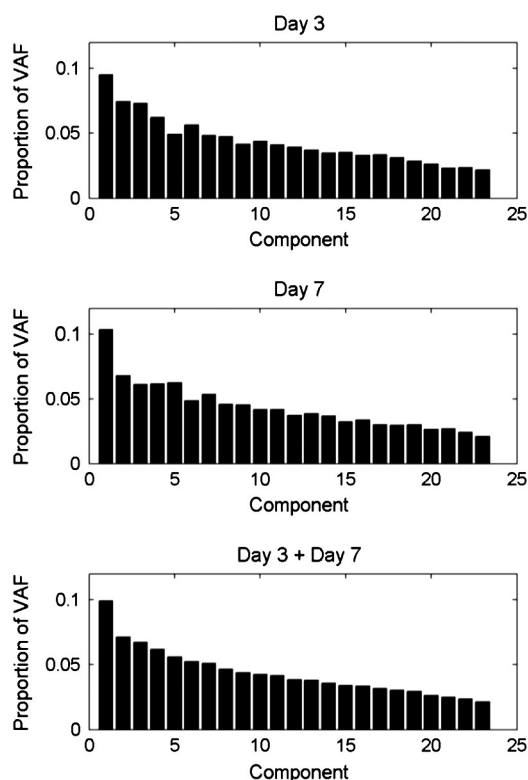 Day 3
Proportion of VAF
0.1
0.05
0
0 5 10 15 20 25
Component
Day 7
Proportion of VAF
0.1
0.05
0
0 5 10 15 20 25
Component
Day 3 + Day 7
Proportion of VAF
0.1
0.05
0
0 5 10 15 20 25
Component